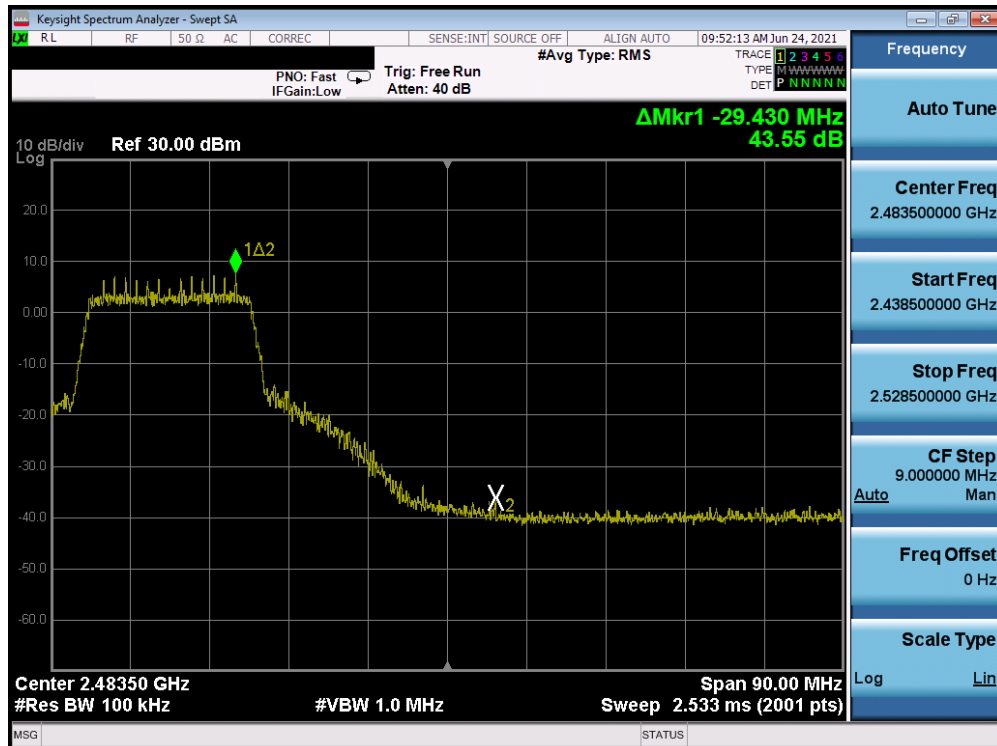 Keysight Spectrum Analyzer - Swept SA
LXI RL RF 50 Ω AC CORREC SENSE:INT SOURCE OFF ALIGN AUTO 09:52:13 AM Jun 24, 2021
Frequency
#Avg Type: RMS
TRACE 1 2 3 4 5 6
PNO: Fast Trig: Free Run
TYPE M W W W W W
IFGain:Low Atten: 40 dB
DET P N N N N N
Auto Tune
ΔMkr1 -29.430 MHz
43.55 dB
10 dB/div Ref 30.00 dBm
Log
Center Freq
2.483500000 GHz
20.0
1Δ2
10.0
Start Freq
2.438500000 GHz
0.00
-10.0
Stop Freq
2.528500000 GHz
-20.0
CF Step
9.000000 MHz
Auto Man
-30.0
X2
-40.0
Freq Offset
0 Hz
-50.0
-60.0
Scale Type
Log Lin
Center 2.48350 GHz Span 90.00 MHz
#Res BW 100 kHz #VBW 1.0 MHz Sweep 2.533 ms (2001 pts)
MSG STATUS